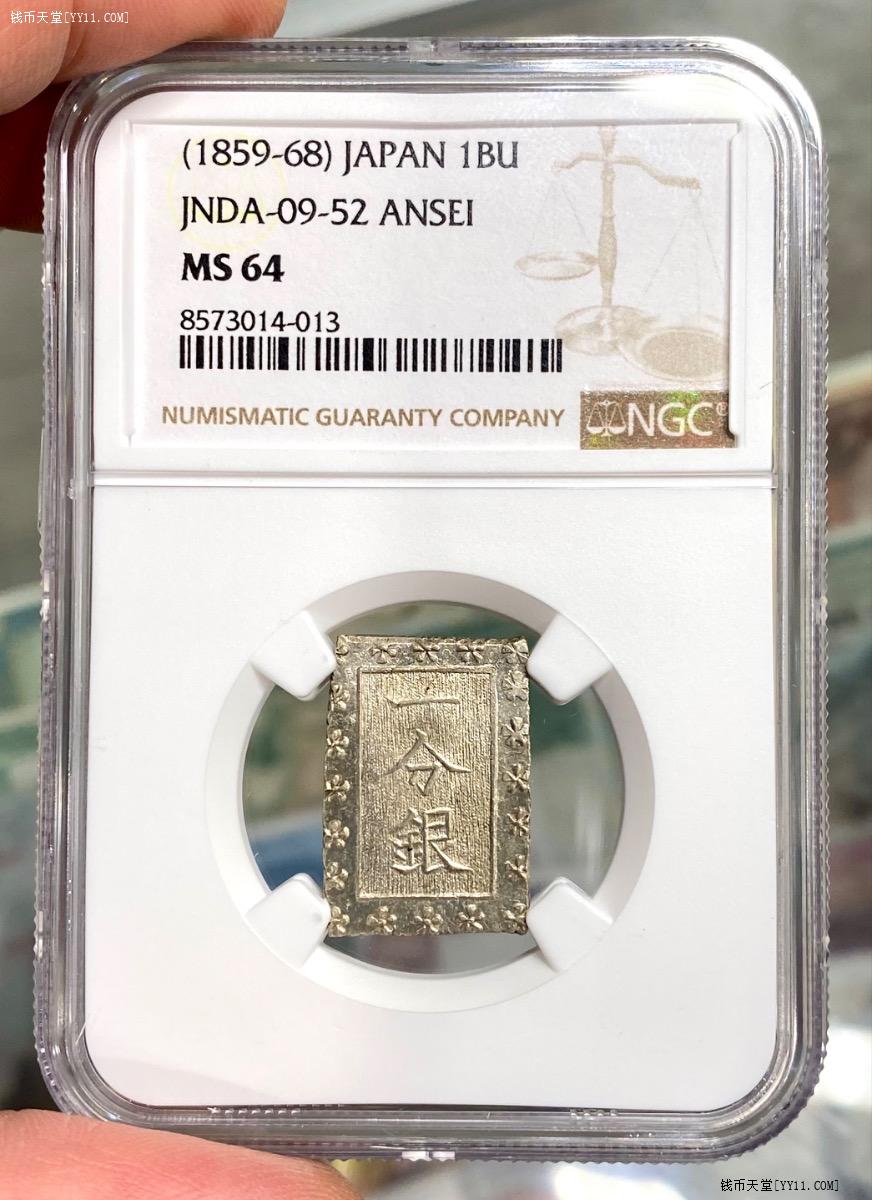 钱币天堂[YY11.COM]
(1859-68) JAPAN 1BU
JNDA-09-52 ANSEI
MS 64
8573014-013
NUMISMATIC GUARANTY COMPANY
NGC®
一
分
銀
钱币天堂[YY11.COM]